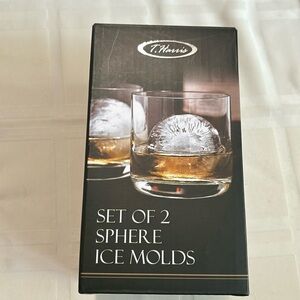 T. Harris
SET OF 2
SPHERE
ICE MOLDS